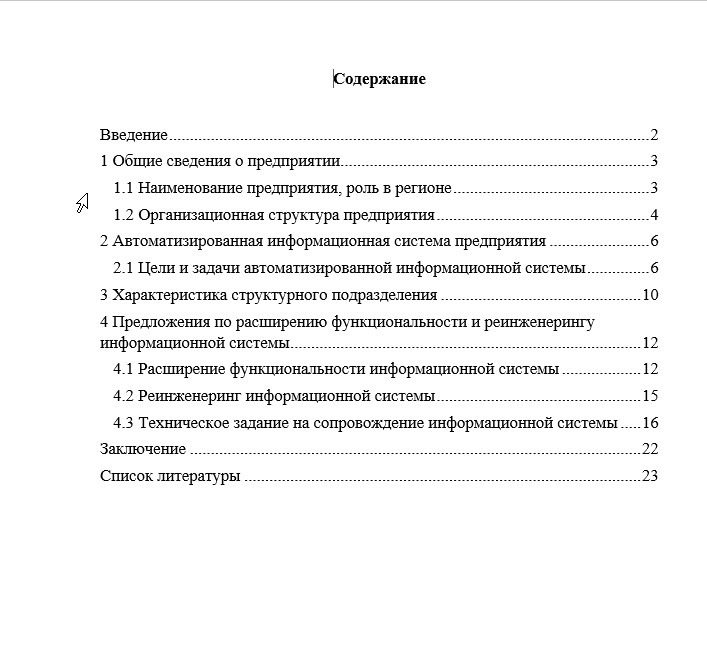 Содержание
Введение 2
1 Общие сведения о предприятии 3
1.1 Наименование предприятия, роль в регионе 3
1.2 Организационная структура предприятия 4
2 Автоматизированная информационная система предприятия 6
2.1 Цели и задачи автоматизированной информационной системы 6
3 Характеристика структурного подразделения 10
4 Предложения по расширению функциональности и реинженерингу
информационной системы 12
4.1 Расширение функциональности информационной системы 12
4.2 Реинженеринг информационной системы 15
4.3 Техническое задание на сопровождение информационной системы 16
Заключение 22
Список литературы 23